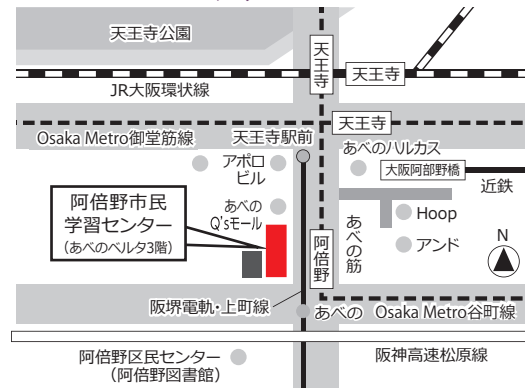 天王寺公園
天王寺
天王寺
JR大阪環状線
天王寺
Osaka Metro御堂筋線
天王寺駅前
あべのハルカス
アポロ
ビル
大阪阿部野橋
近鉄
阿倍野市民
学習センター
(あべのベルタ3階)
あべの
Q'sモール
阿倍野
あべの筋
Hoop
アンド
N
阪堺電軌・上町線
あべの
Osaka Metro谷町線
阪神高速松原線
阿倍野区民センター
(阿倍野図書館)